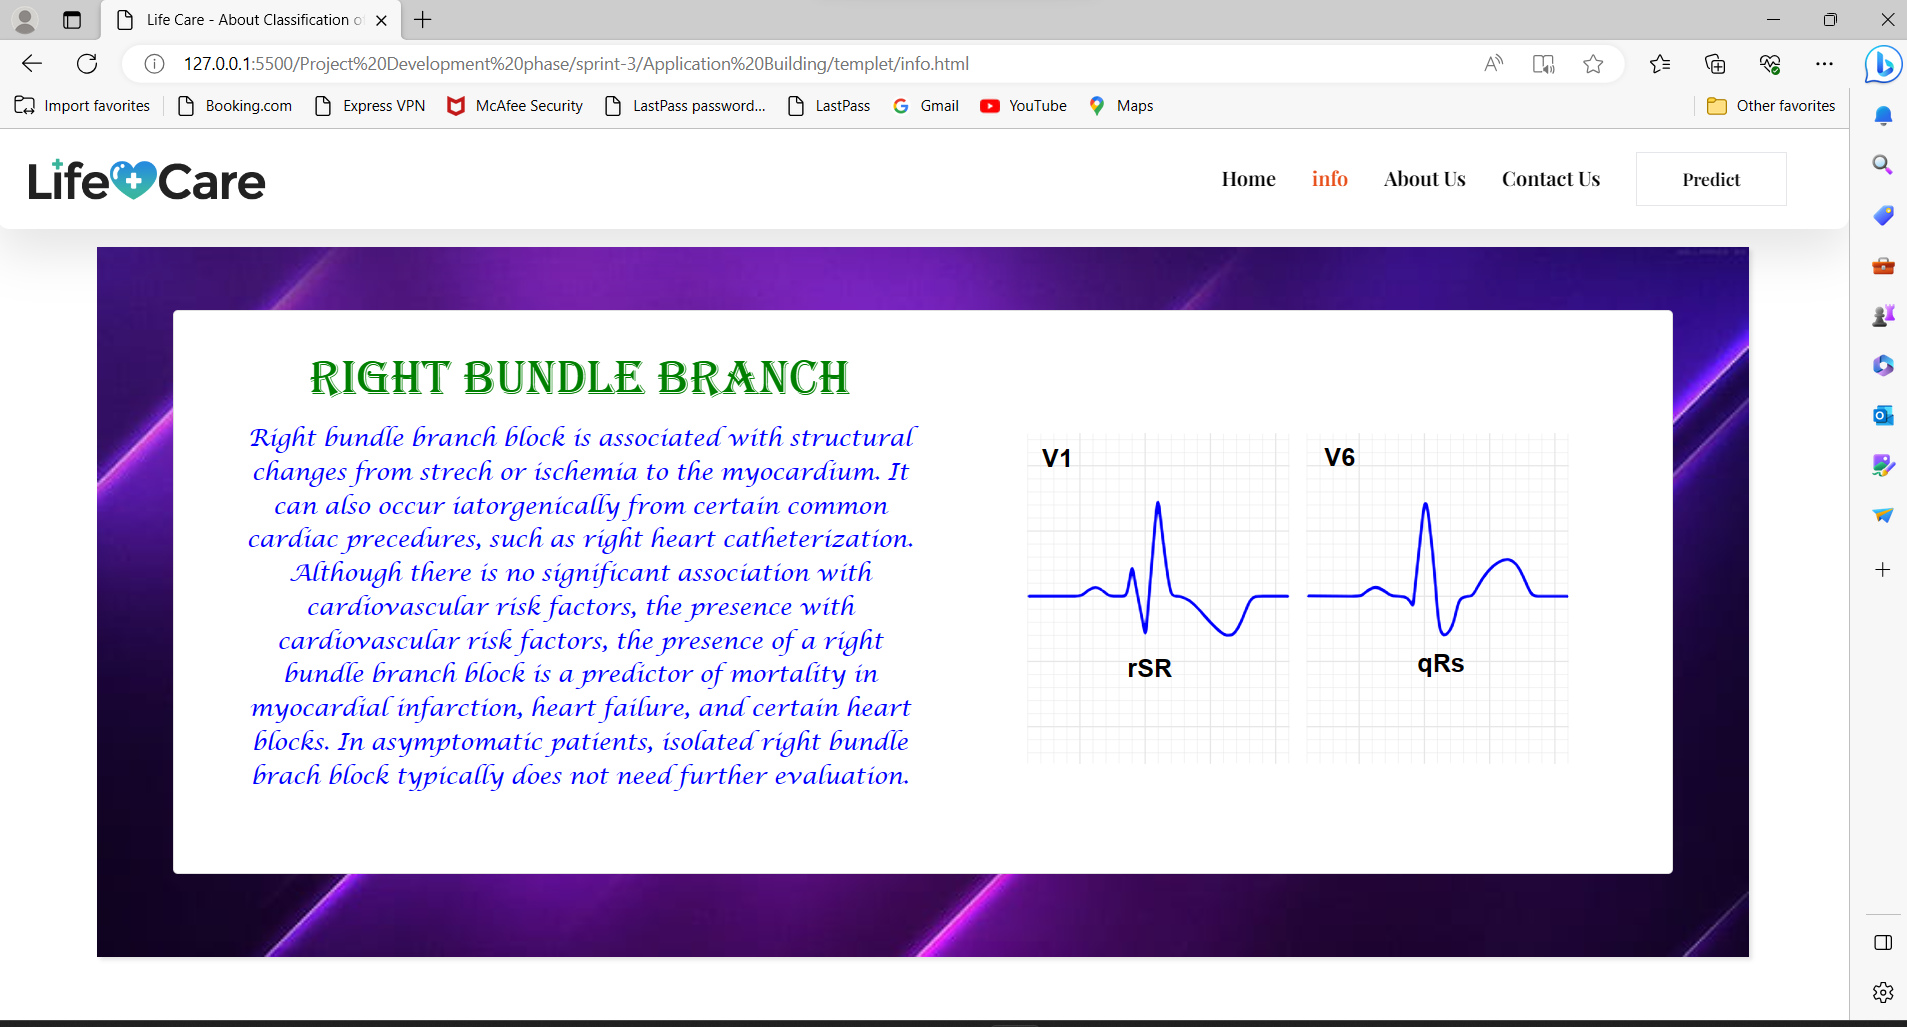 Life Care - About Classification o
127.0.0.1:5500/Project%20Development%20phase/sprint-3/Application%20Building/templet/info.html
Import favorites Booking.com Express VPN McAfee Security LastPass password... LastPass Gmail YouTube Maps Other favorites
Life Care
Home info About Us Contact Us Predict
RIGHT BUNDLE BRANCH
Right bundle branch block is associated with structural
changes from strech or ischemia to the myocardium. It
can also occur iatorgenically from certain common
cardiac precedures, such as right heart catheterization.
Although there is no significant association with
cardiovascular risk factors, the presence with
cardiovascular risk factors, the presence of a right
bundle branch block is a predictor of mortality in
myocardial infarction, heart failure, and certain heart
blocks. In asymptomatic patients, isolated right bundle
brach block typically does not need further evaluation.
V1
V6
rSR
qRs